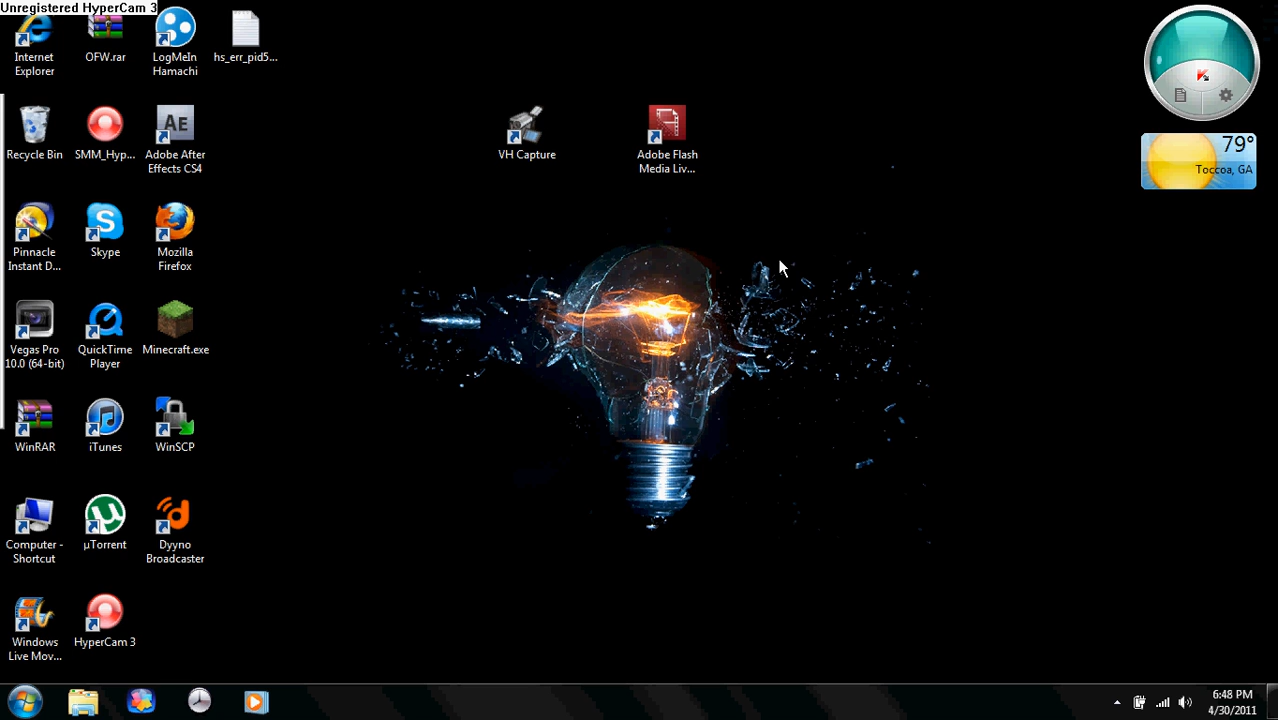 Unregistered HyperCam 3
Internet
Explorer
OFW.rar
LogMeIn
Hamachi
hs_err_pid5...
Recycle Bin
SMM_Hyp...
Adobe After
Effects CS4
VH Capture
Adobe Flash
Media Liv...
79°
Toccoa, GA
Pinnacle
Instant D...
Skype
Mozilla
Firefox
Vegas Pro
10.0 (64-bit)
QuickTime
Player
Minecraft.exe
WinRAR
iTunes
WinSCP
Computer -
Shortcut
µTorrent
Dyyno
Broadcaster
Windows
Live Mov...
HyperCam 3
6:48 PM
4/30/2011